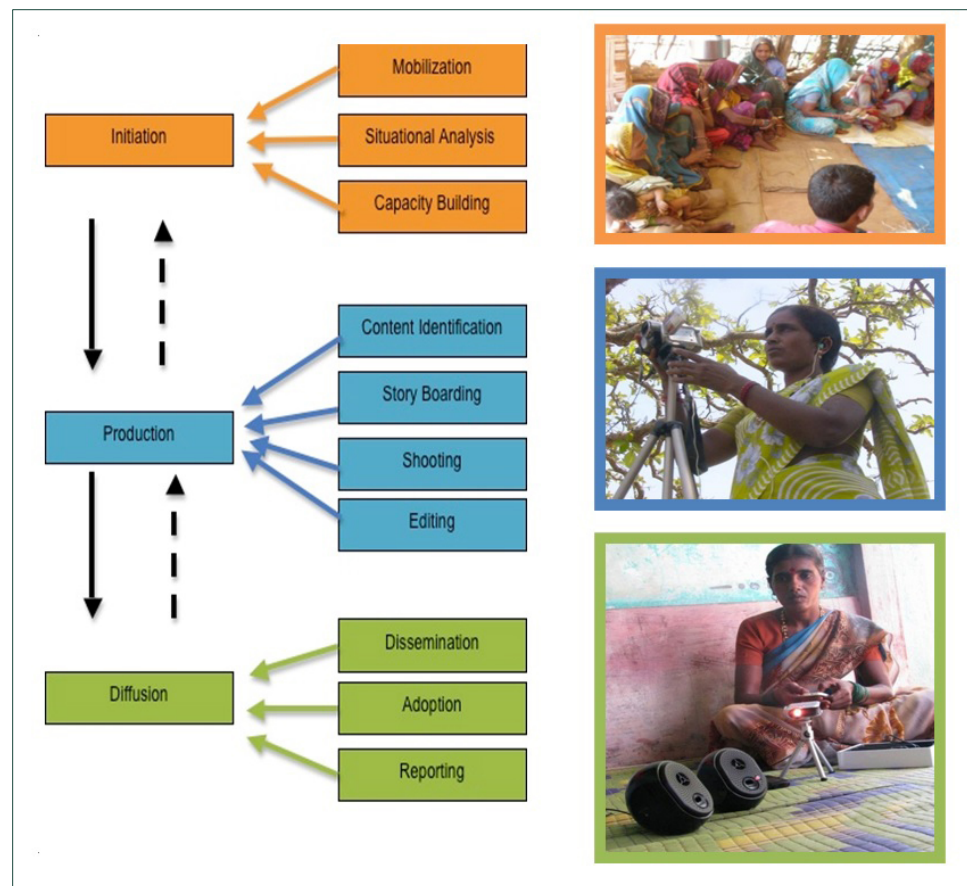 Mobilization
Initiation
Situational Analysis
Capacity Building
Content Identification
Story Boarding
Production
Shooting
Editing
Dissemination
Diffusion
Adoption
Reporting